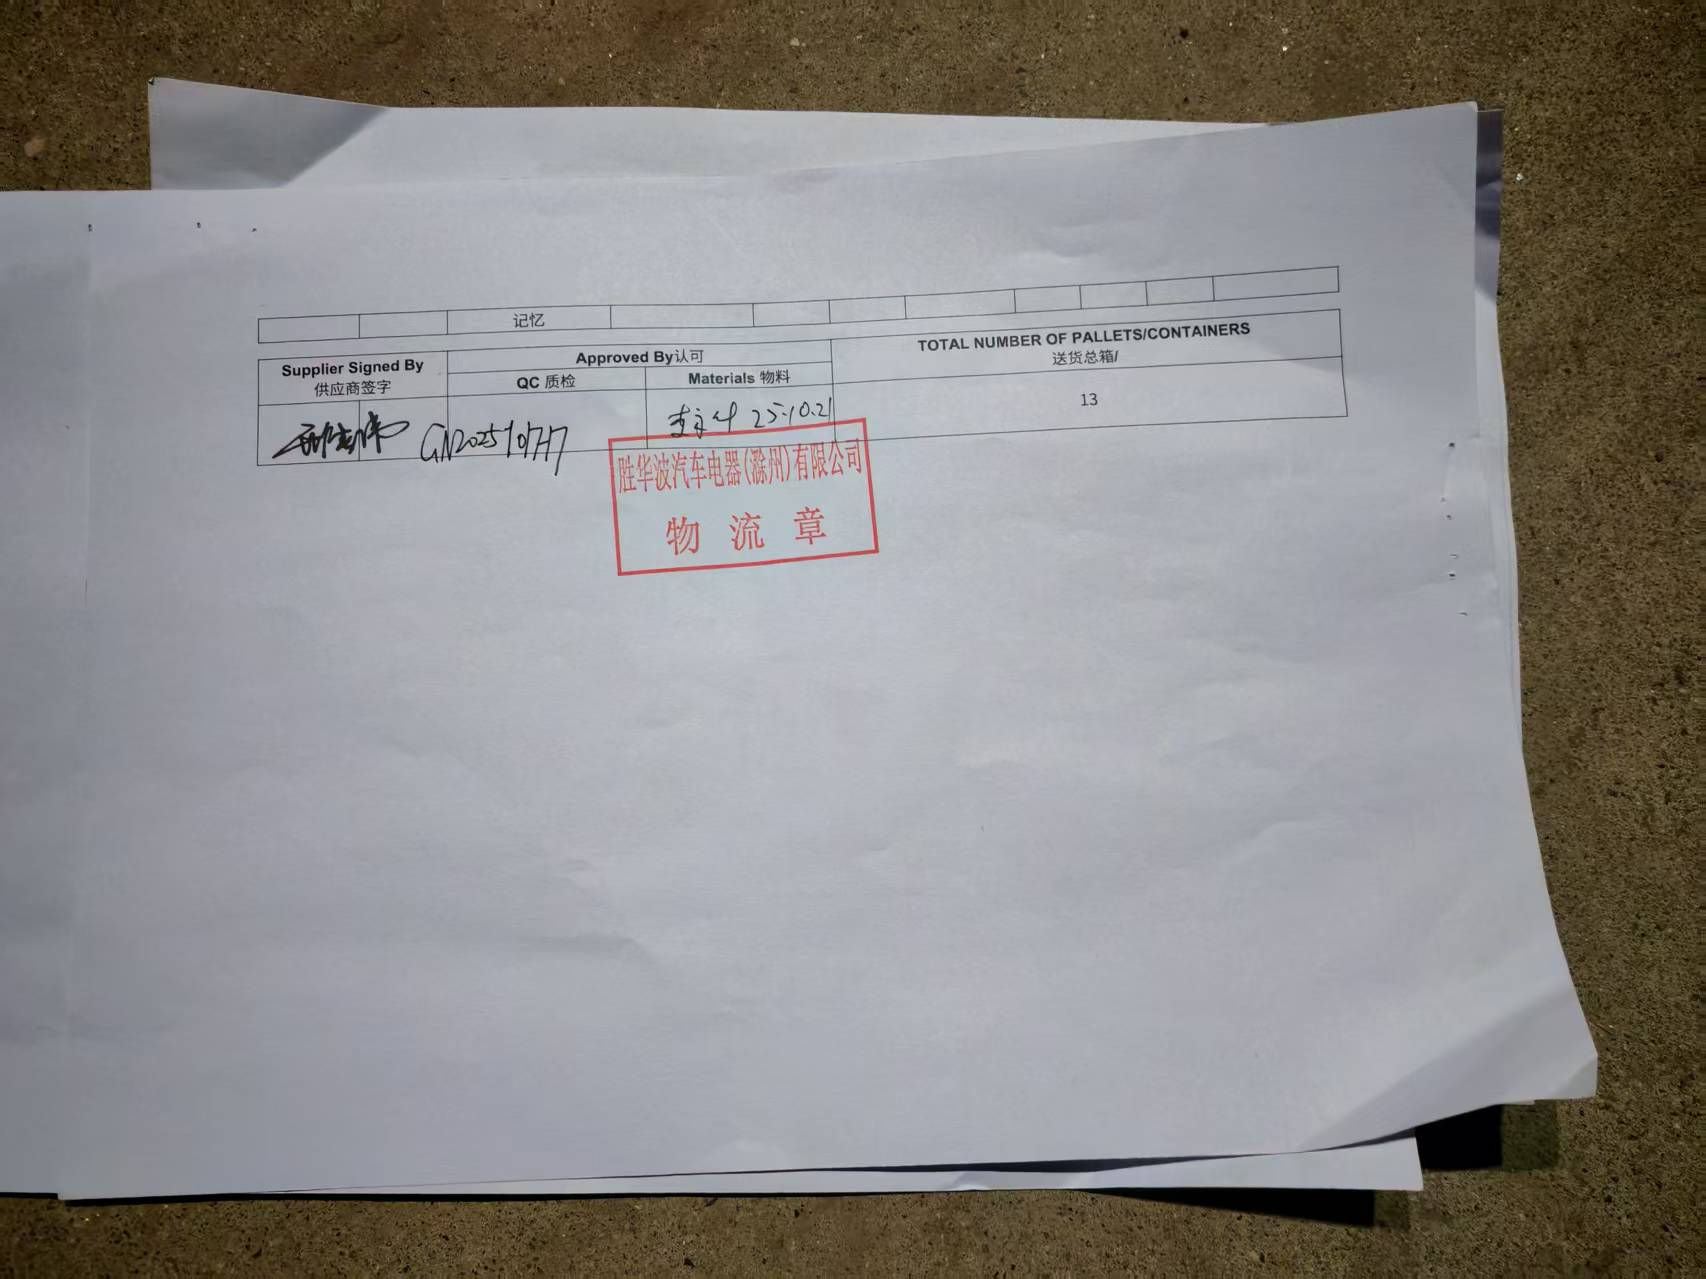 记忆
Supplier Signed By
供应商签字
Approved By认可
QC 质检
Materials 物料
TOTAL NUMBER OF PALLETS/CONTAINERS
送货总箱/
25.10.21
13
胜华波汽车电器(滁州)有限公司
物流章